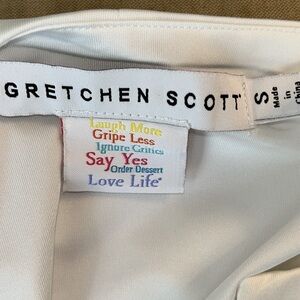 GRETCHEN SCOTT
S
Made
in
China
Laugh More
Gripe Less
Ignore Critics
Say Yes
Order Dessert
Love Life®